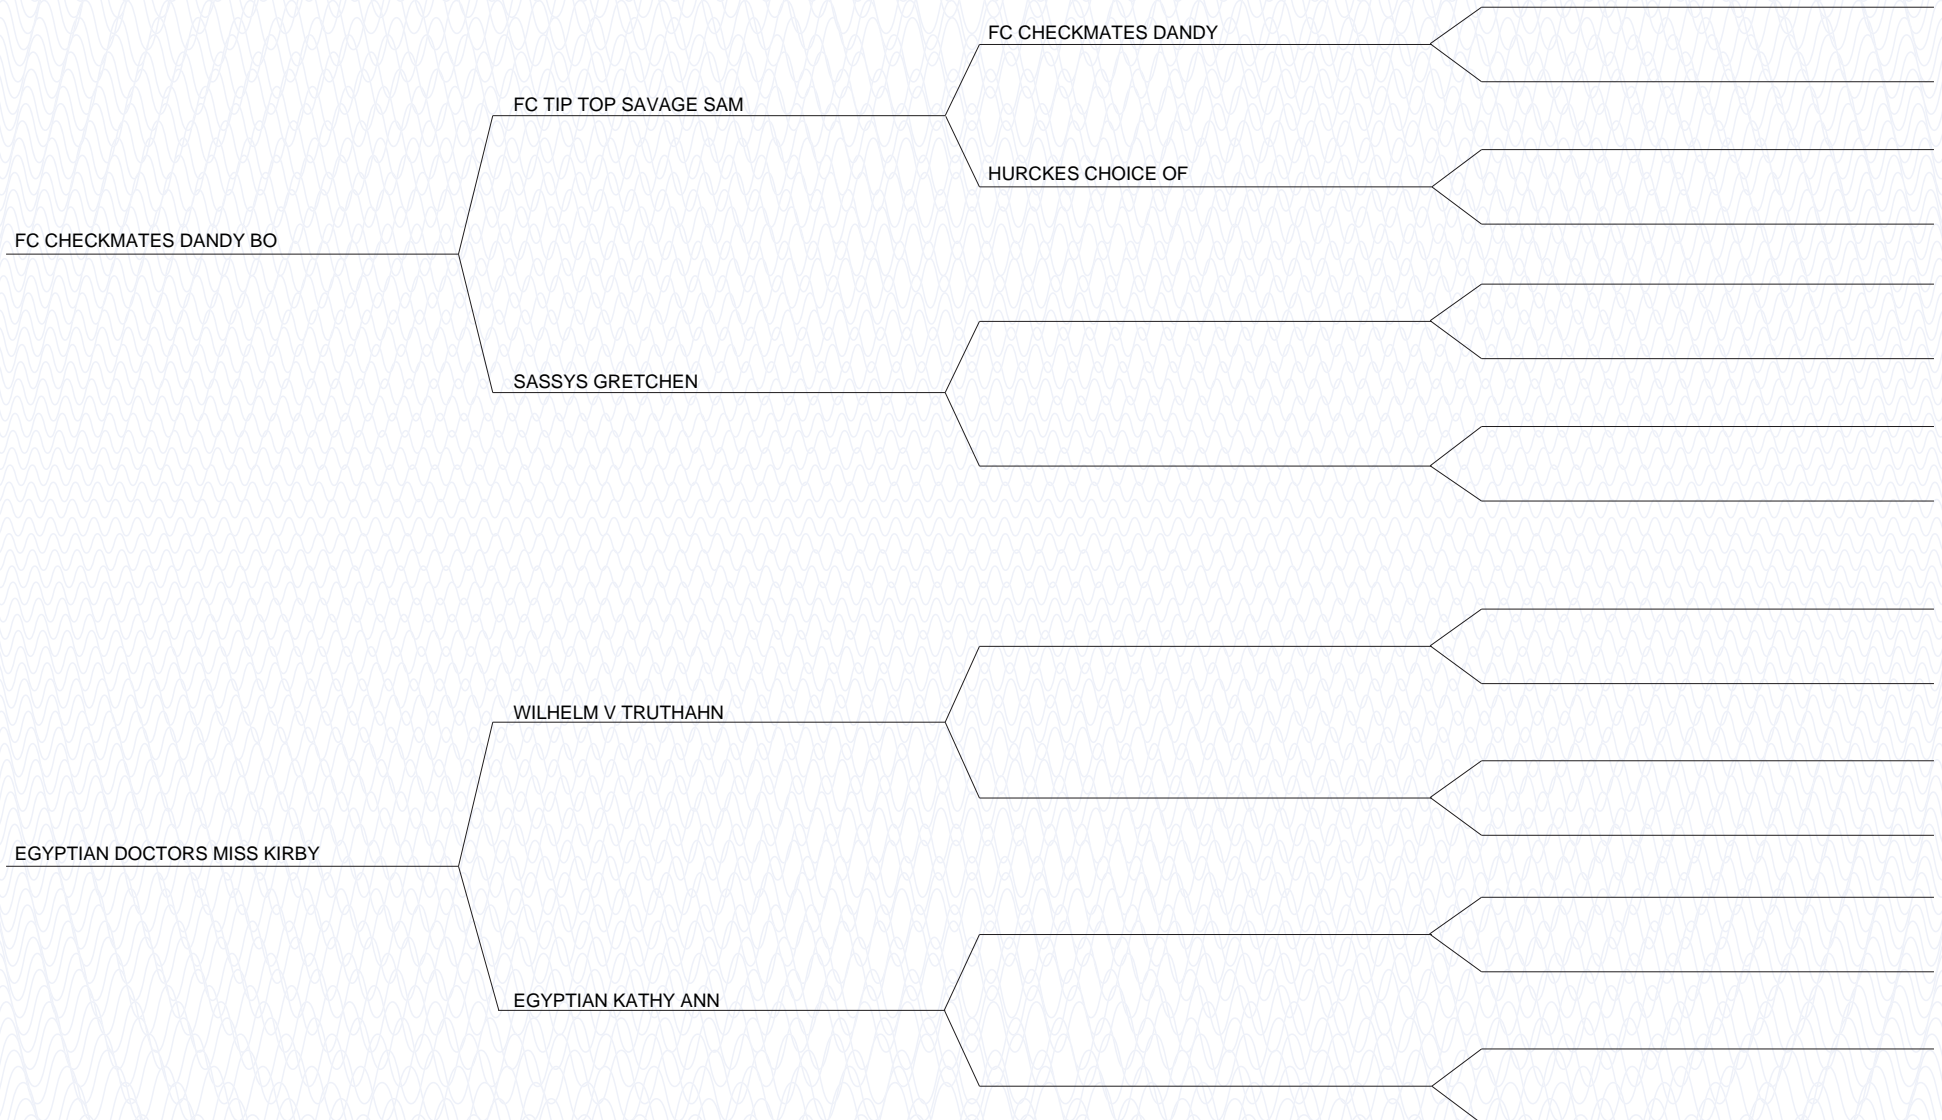 FC CHECKMATES DANDY
FC TIP TOP SAVAGE SAM
HURCKES CHOICE OF
FC CHECKMATES DANDY BO
SASSYS GRETCHEN
WILHELM V TRUTHAHN
EGYPTIAN DOCTORS MISS KIRBY
EGYPTIAN KATHY ANN